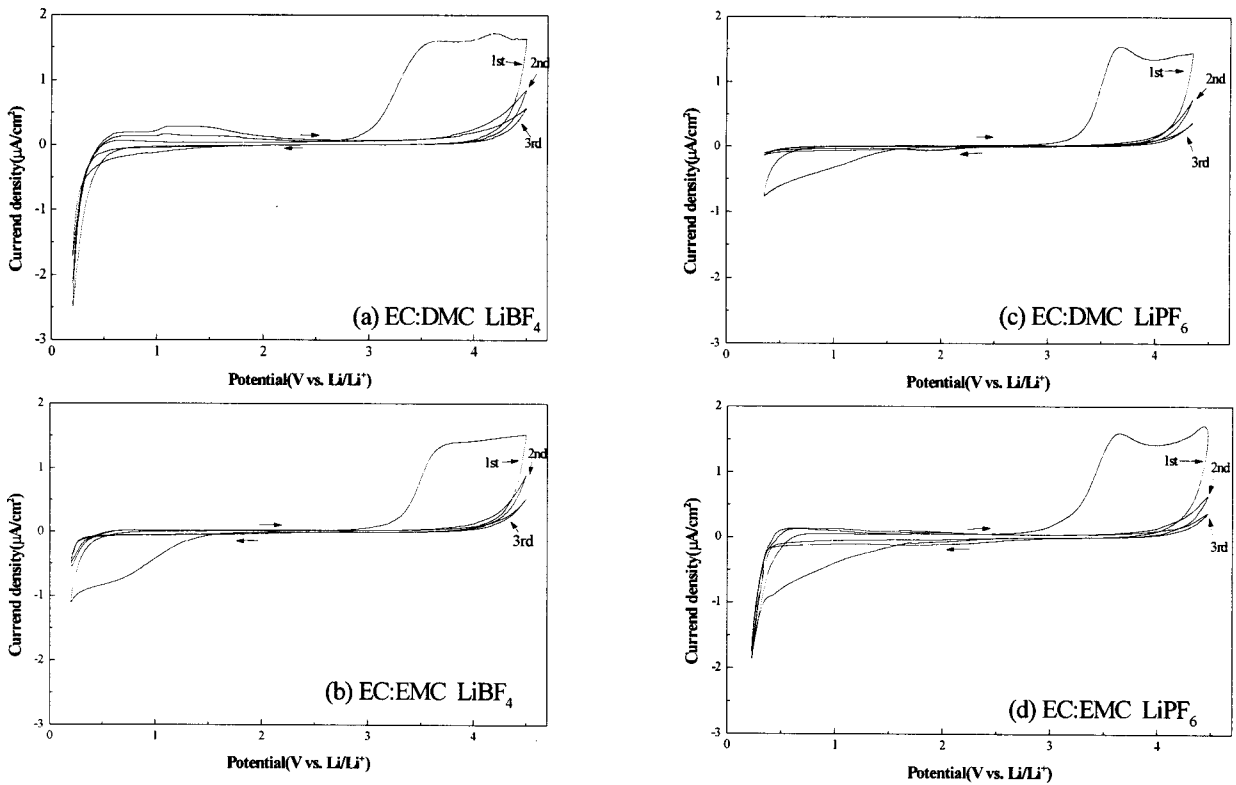 2
1
0
-1
-2
-3
Currend density(μA/cm²)
1st
2nd
3rd
(a) EC:DMC LiBF₄
0 1 2 3 4
Potential(V vs. Li/Li⁺)
2
1
0
-1
-2
-3
Currend density(μA/cm²)
1st
2nd
3rd
(b) EC:EMC LiBF₄
0 1 2 3 4
Potential(V vs. Li/Li⁺)
2
1
0
-1
-2
-3
Currend density(μA/cm²)
1st
2nd
3rd
(c) EC:DMC LiPF₆
0 1 2 3 4
Potential(V vs. Li/Li⁺)
2
1
0
-1
-2
-3
Currend density(μA/cm²)
1st
2nd
3rd
(d) EC:EMC LiPF₆
0 1 2 3 4
Potential(V vs. Li/Li⁺)